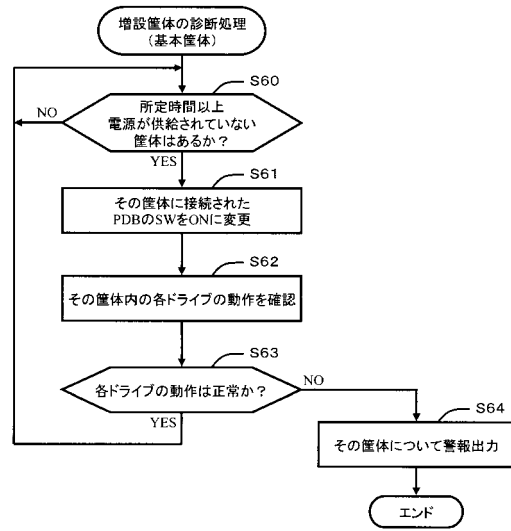 増設筐体の診断処理
(基本筐体)
S60
NO
所定時間以上
電源が供給されていない
筐体はあるか？
YES
S61
その筐体に接続された
PDBのSWをONに変更
S62
その筐体内の各ドライブの動作を確認
S63
各ドライブの動作は正常か？
NO
YES
S64
その筐体について警報出力
エンド